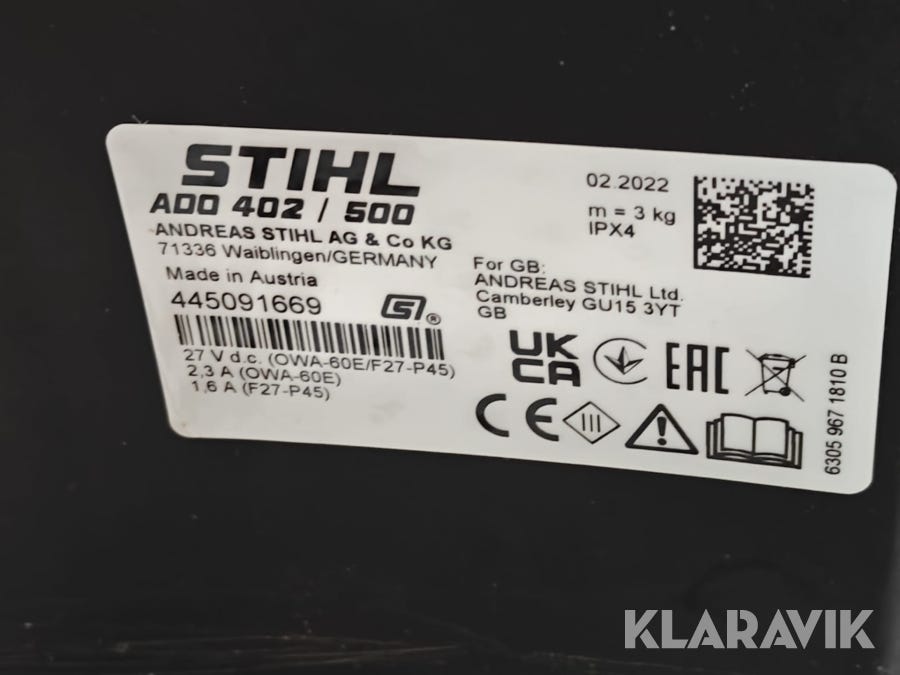 STIHL
ADO 402 / 500
ANDREAS STIHL AG & Co KG
71336 Waiblingen/GERMANY
Made in Austria
445091669
27 V d.c. (OWA-60E/F27-P45)
2,3 A (OWA-60E)
1,6 A (F27-P45)
02.2022
m = 3 kg
IPX4
For GB:
ANDREAS STIHL Ltd.
Camberley GU15 3YT
GB
UK
CA
EAC
CE
III
6305 967 1810 B
KLARAVIK